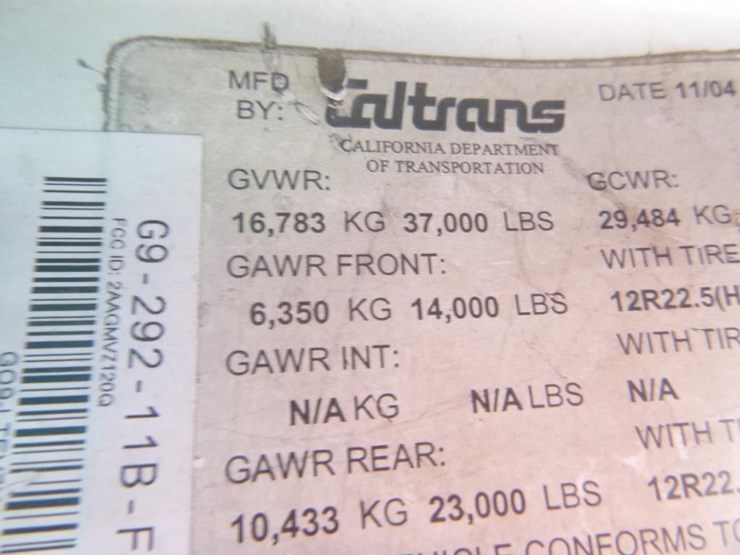 MFD
BY: Caltrans DATE 11/04
CALIFORNIA DEPARTMENT
OF TRANSPORTATION
GVWR: GCWR:
16,783 KG 37,000 LBS 29,484 KG
GAWR FRONT: WITH TIRE
6,350 KG 14,000 LBS 12R22.5(H
GAWR INT: WITH TIR
N/A KG N/A LBS N/A
GAWR REAR: WITH TI
10,433 KG 23,000 LBS 12R22.
CONFORMS TO
G9-292-11B-F
FCC ID: 2AAGMAVZ120G